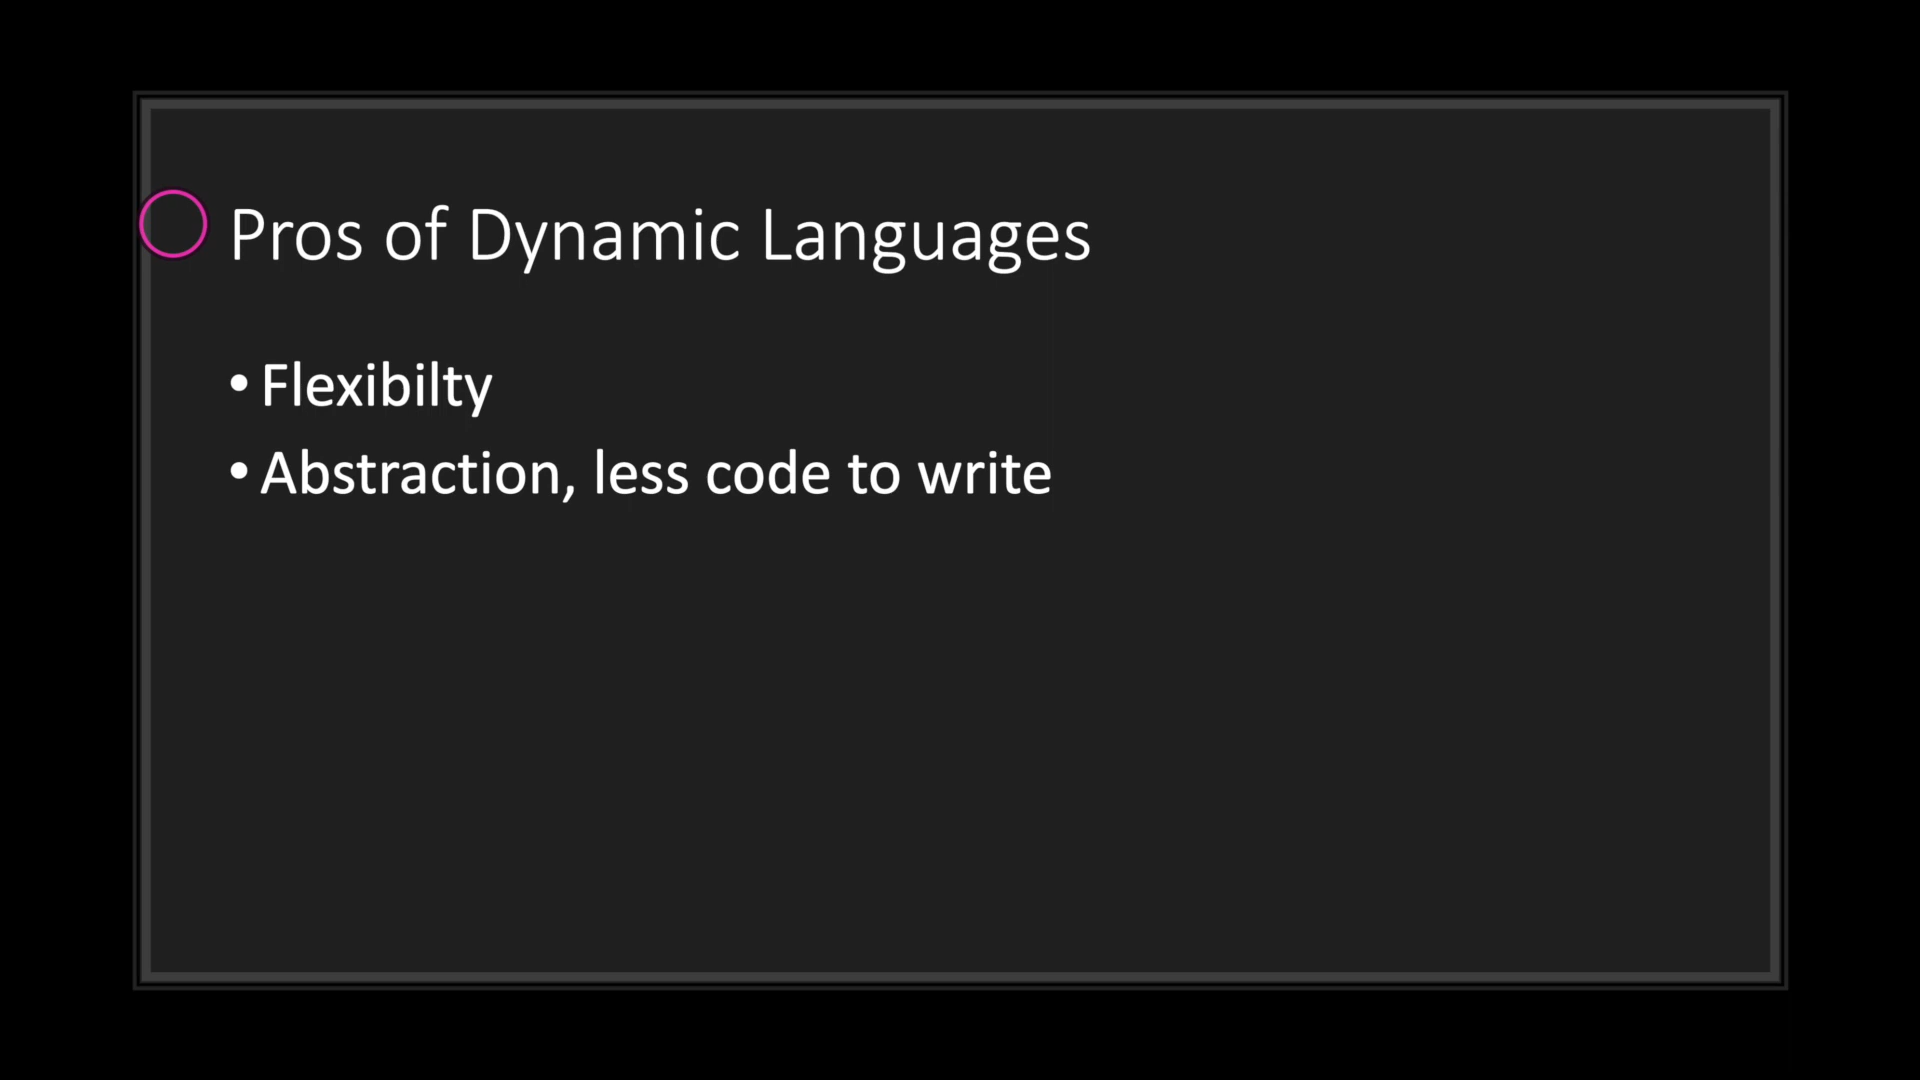 Pros of Dynamic Languages
• Flexibilty
• Abstraction, less code to write